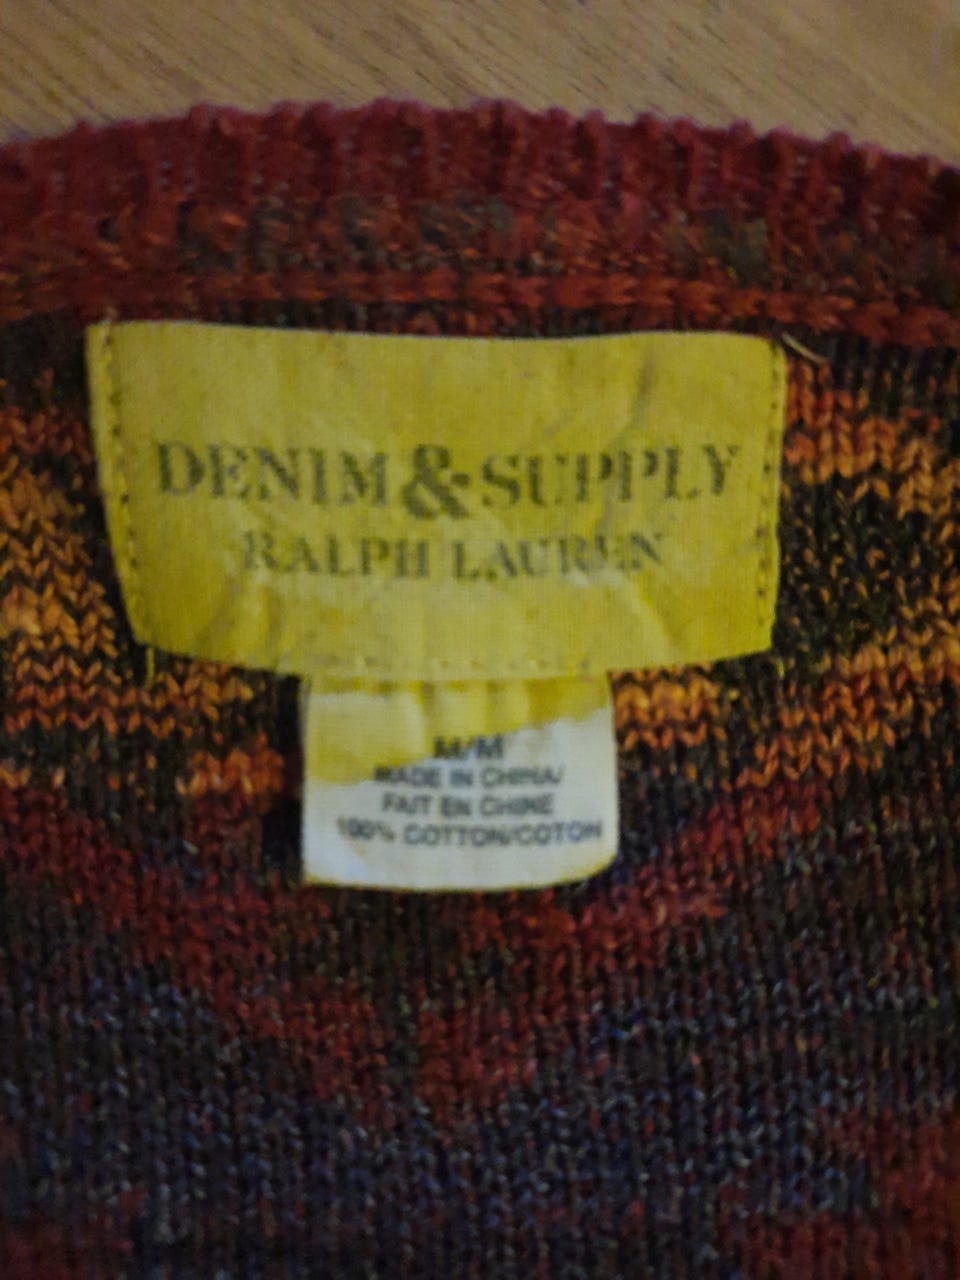 DENIM & SUPPLY
RALPH LAUREN
M/M
MADE IN CHINA/
FAIT EN CHINE
100% COTTON/COTON